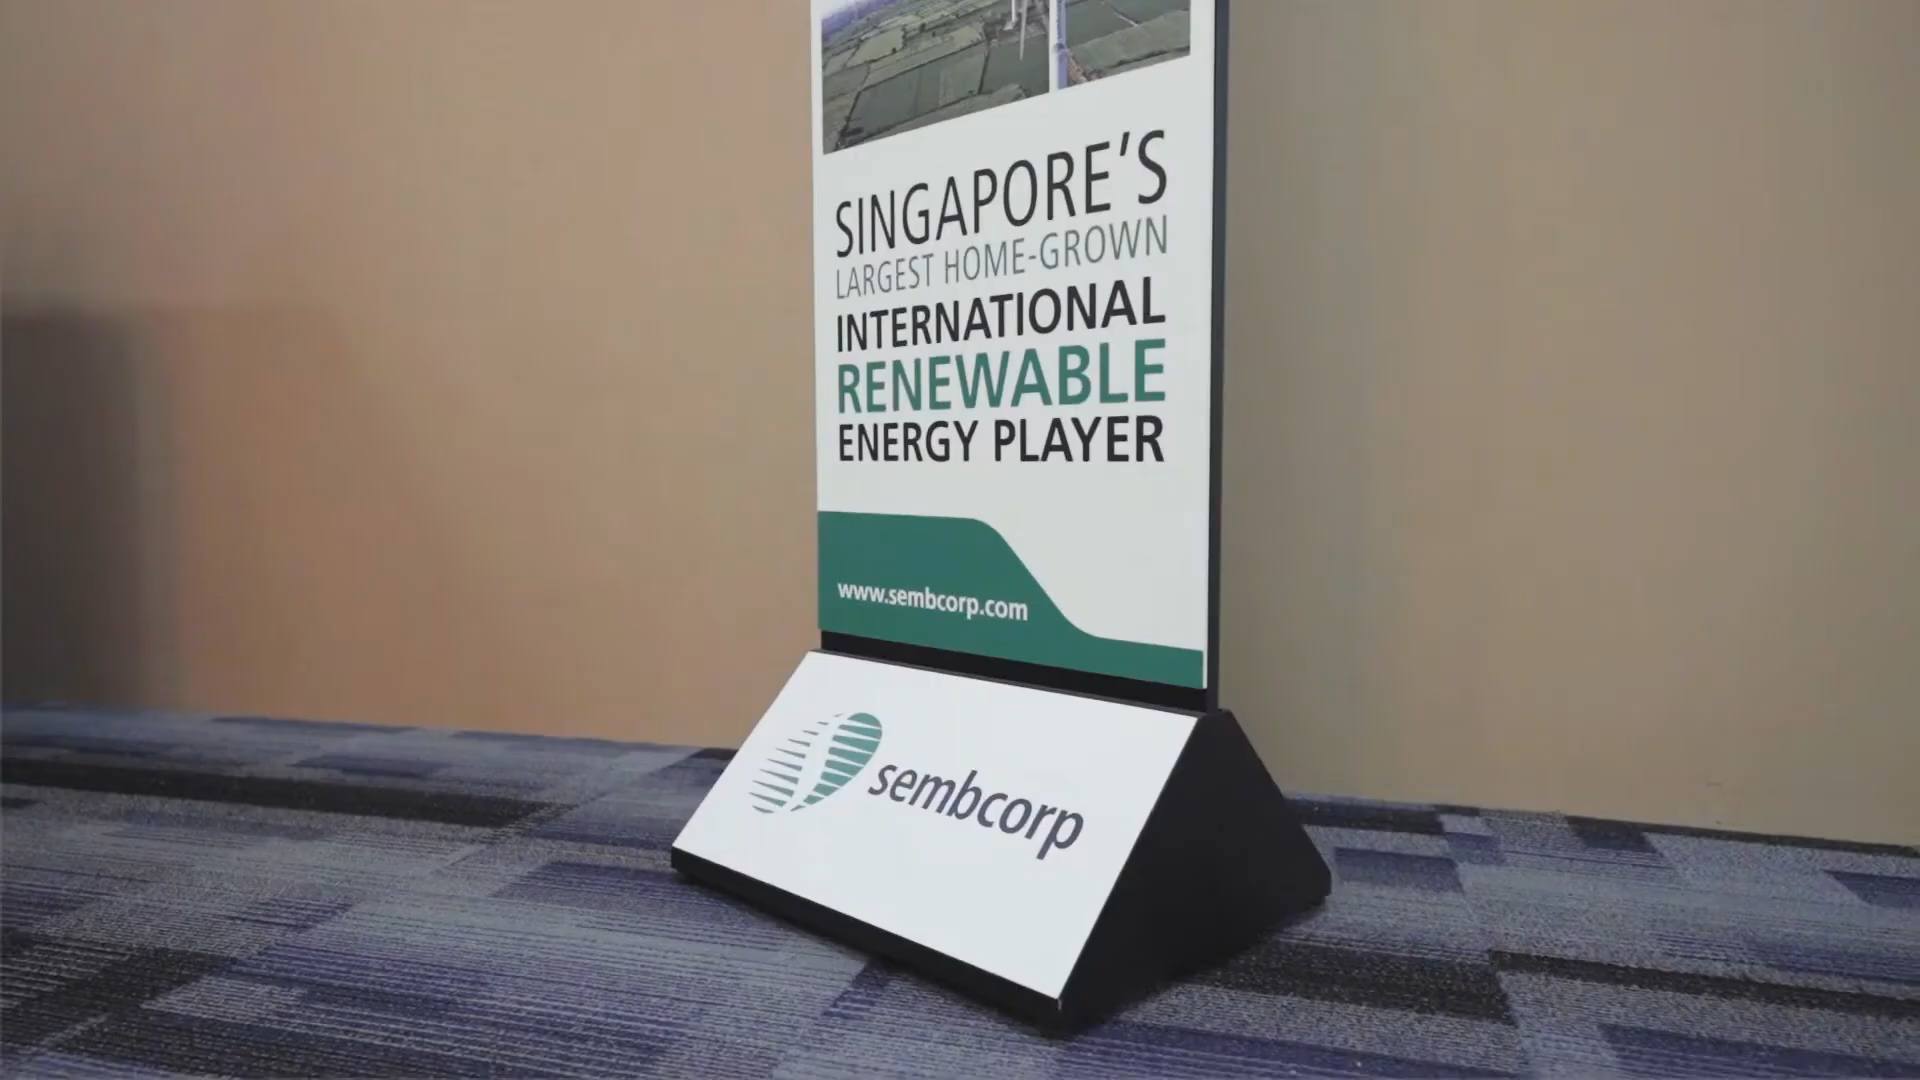 SINGAPORE'S
LARGEST HOME-GROWN
INTERNATIONAL
RENEWABLE
ENERGY PLAYER
www.sembcorp.com
sembcorp